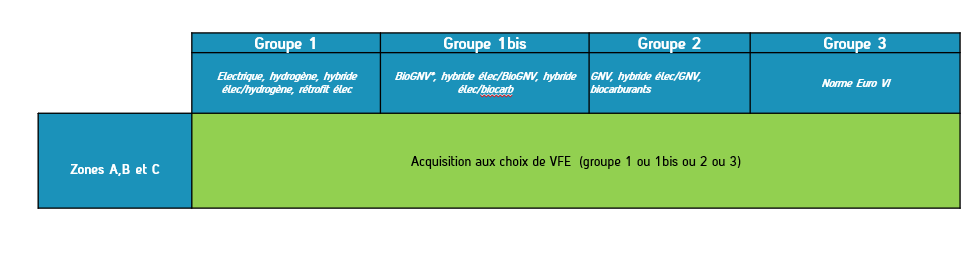 Groupe 1
Groupe 1bis
Groupe 2
Groupe 3
Electrique, hydrogène, hybride
élec/hydrogène, rétrofit élec
BioGNV*, hybride élec/BioGNV, hybride
élec/biocarb
GNV, hybride élec/GNV,
biocarburants
Norme Euro VI
Zones A,B et C
Acquisition aux choix de VFE (groupe 1 ou 1bis ou 2 ou 3)